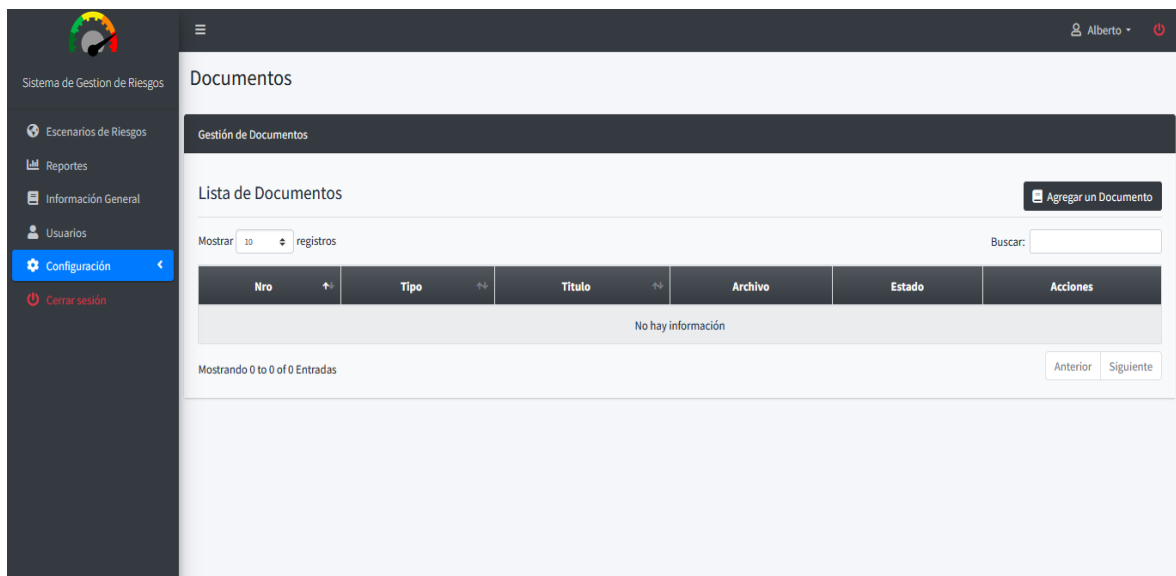 Alberto
Sistema de Gestion de Riesgos
Documentos
Escenarios de Riesgos
Reportes
Información General
Usuarios
Configuración
Cerrar sesión
Gestión de Documentos
Lista de Documentos
Agregar un Documento
Mostrar 10 registros
Buscar:
Nro Tipo Titulo Archivo Estado Acciones
No hay información
Mostrando 0 to 0 of 0 Entradas
Anterior Siguiente